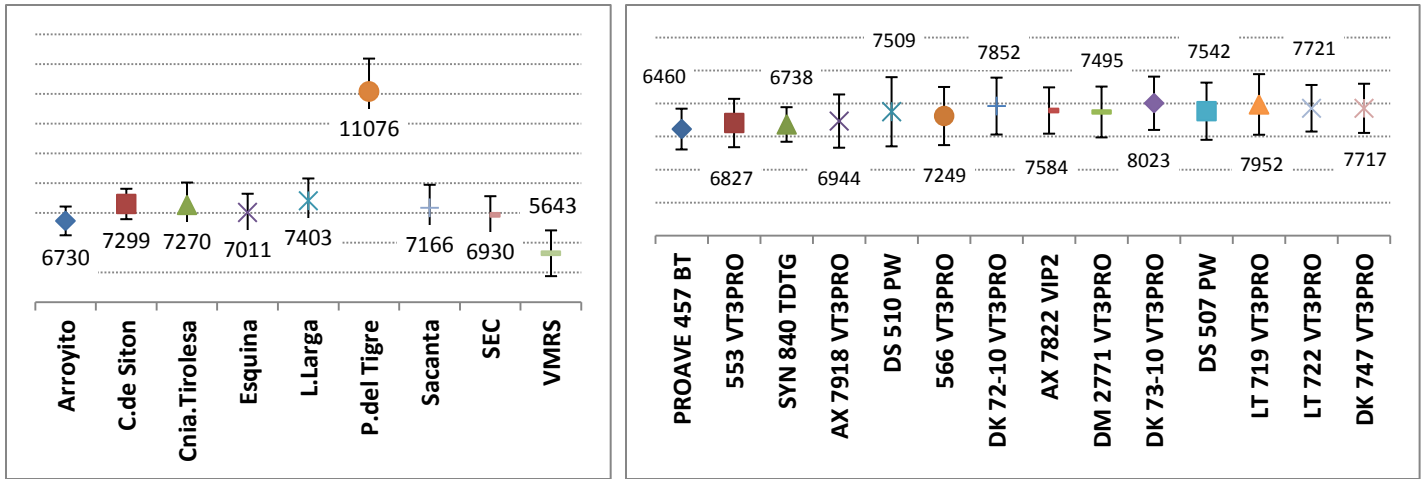 11076
5643
6730
7299
7270
7011
7403
7166
6930
Arroyito
C.de Siton
Cnia.Tirolesa
Esquina
L.Larga
P.del Tigre
Sacanta
SEC
VMRS
7509
7852
7542
7721
6460
6738
7495
6827
6944
7249
7584
8023
7952
7717
PROAVE 457 BT
553 VT3PRO
SYN 840 TDTG
AX 7918 VT3PRO
DS 510 PW
566 VT3PRO
DK 72-10 VT3PRO
AX 7822 VIP2
DM 2771 VT3PRO
DK 73-10 VT3PRO
DS 507 PW
LT 719 VT3PRO
LT 722 VT3PRO
DK 747 VT3PRO